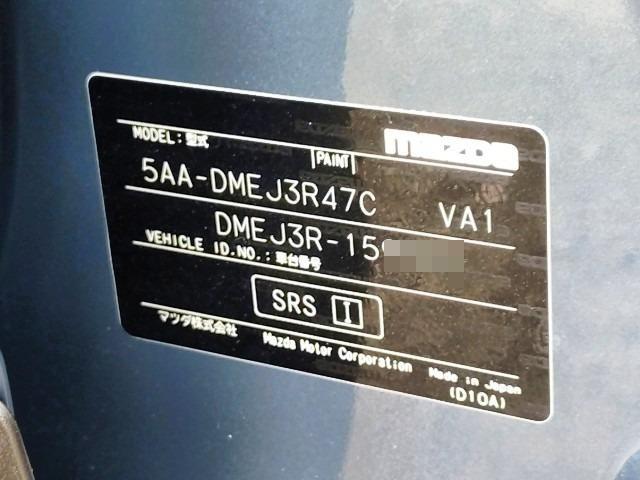 mazda
MODEL:型式
PAINT
5AA-DMEJ3R47C VA1
DMEJ3R-15
VEHICLE ID.NO.:車台番号
SRS I
マツダ株式会社 Mazda Motor Corporation Made in Japan
(D10A)